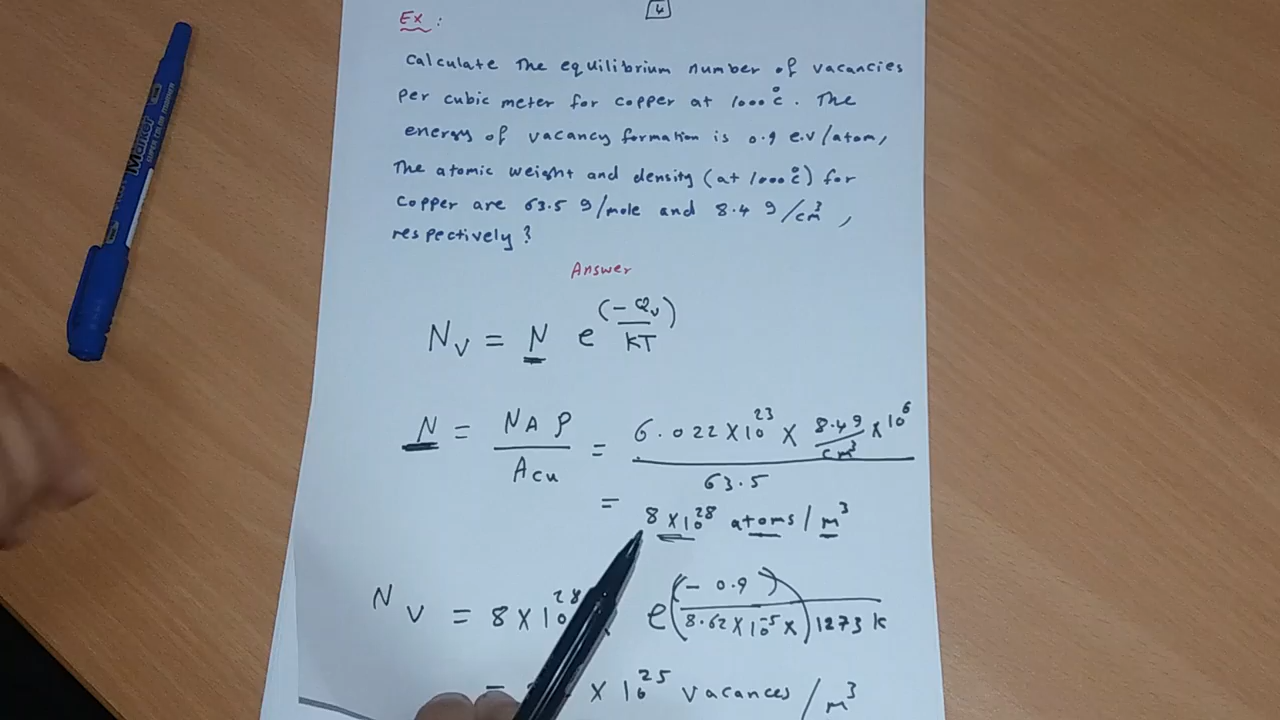 4
Ex :
Calculate The equilibrium number of vacancies
per cubic meter for copper at 1000 °C. The
energy of vacancy formation is 0.9 e.v/atom,
The atomic weight and density (at 1000 °C) for
Copper are 63.5 g/mole and 8.4 g/cm³,
respectively?
Answer
Nv = N e^(-Qv/KT)
N = NA ρ / Acu = 6.022 X 10^23 X 8.4g/cm³ X 10^6 / 63.5
= 8 X 10^28 atoms / m³
Nv = 8 X 10^28 e^((-0.9) / 8.62 X 10^-5 X 1273 k)
X 10^25 vacances / m³
Marker
SUPER COLOR MARKER